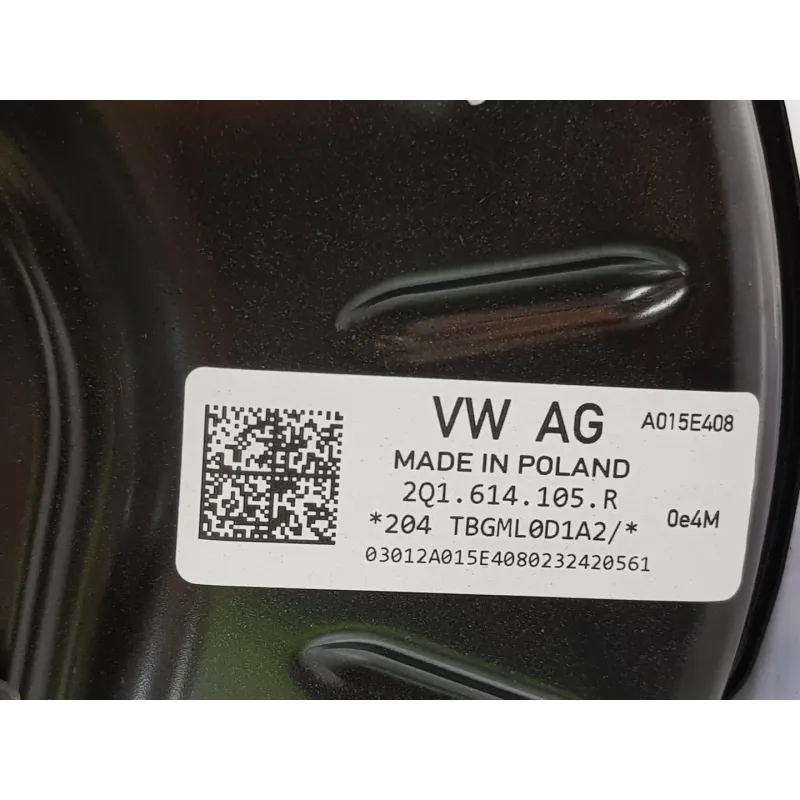 VW AG A015E408
MADE IN POLAND
2Q1.614.105.R
*204 TBGML0D1A2/* 0e4M
03012A015E4080232420561